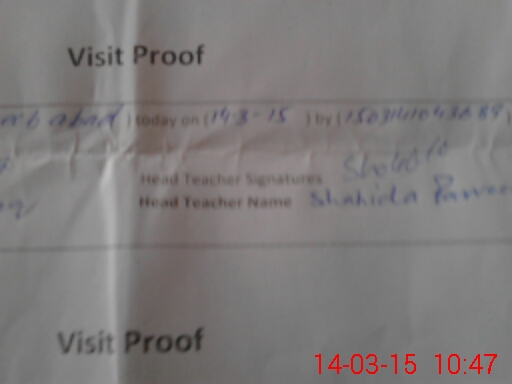 Visit Proof
abad) today on (14-3-15) by (
Head Teacher Signatures
Head Teacher Name Shahida
Visit Proof
14-03-15 10:47